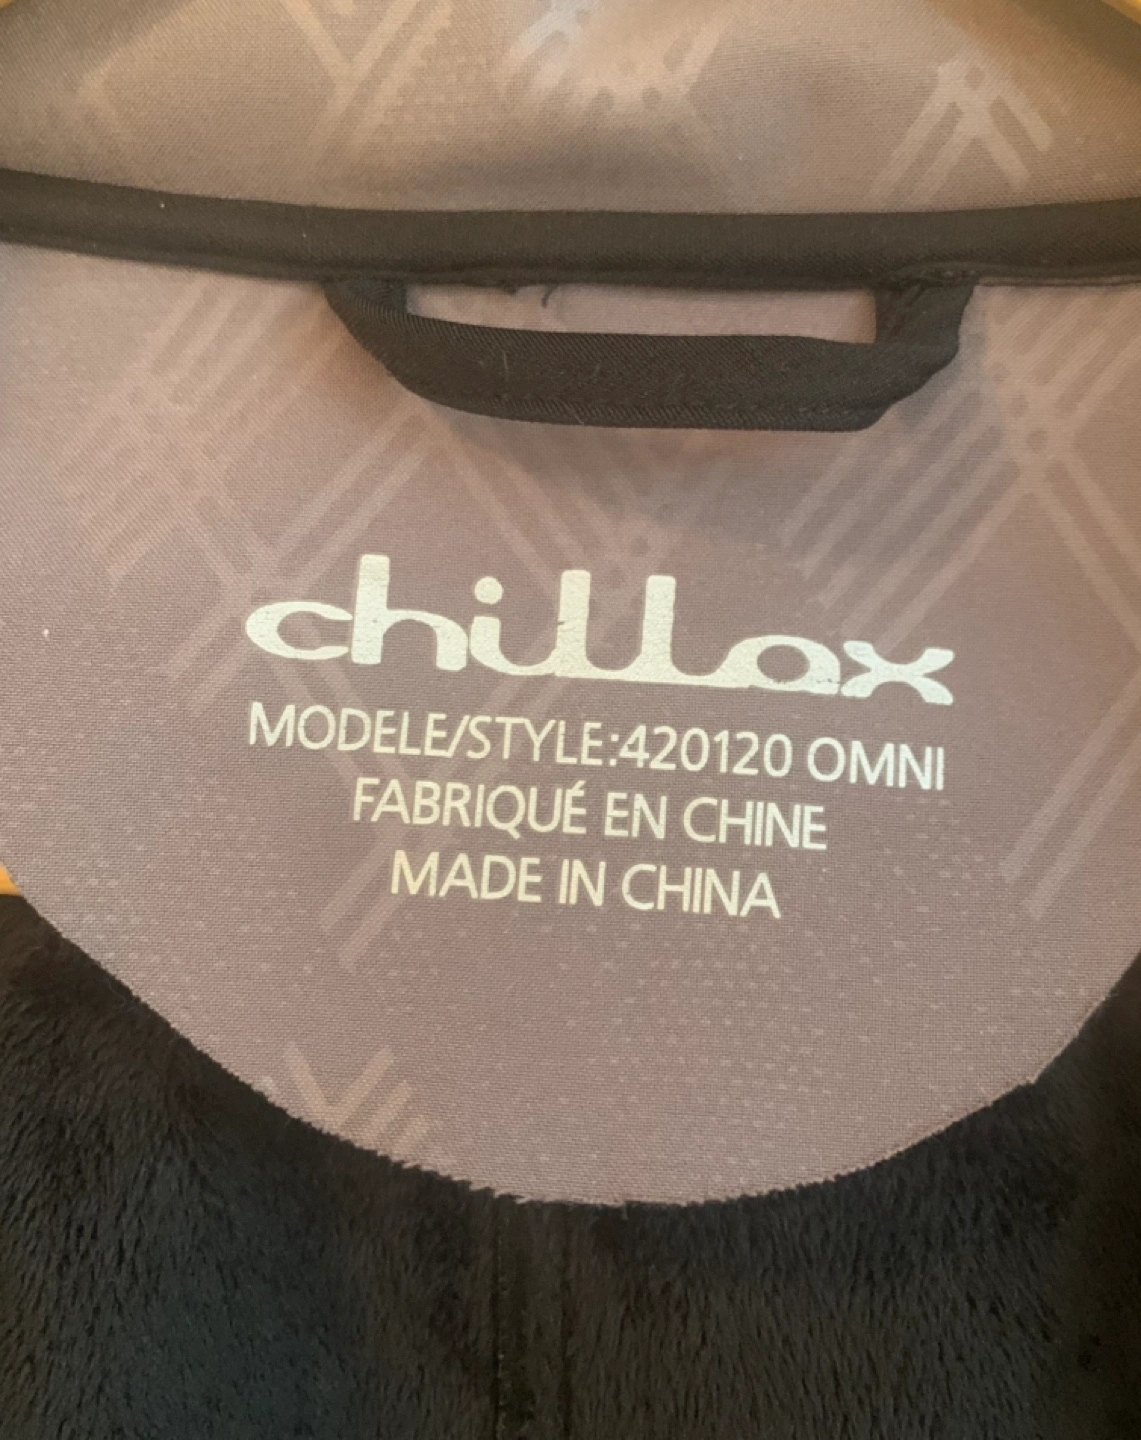 chillax
MODELE/STYLE:420120 OMNI
FABRIQUÉ EN CHINE
MADE IN CHINA